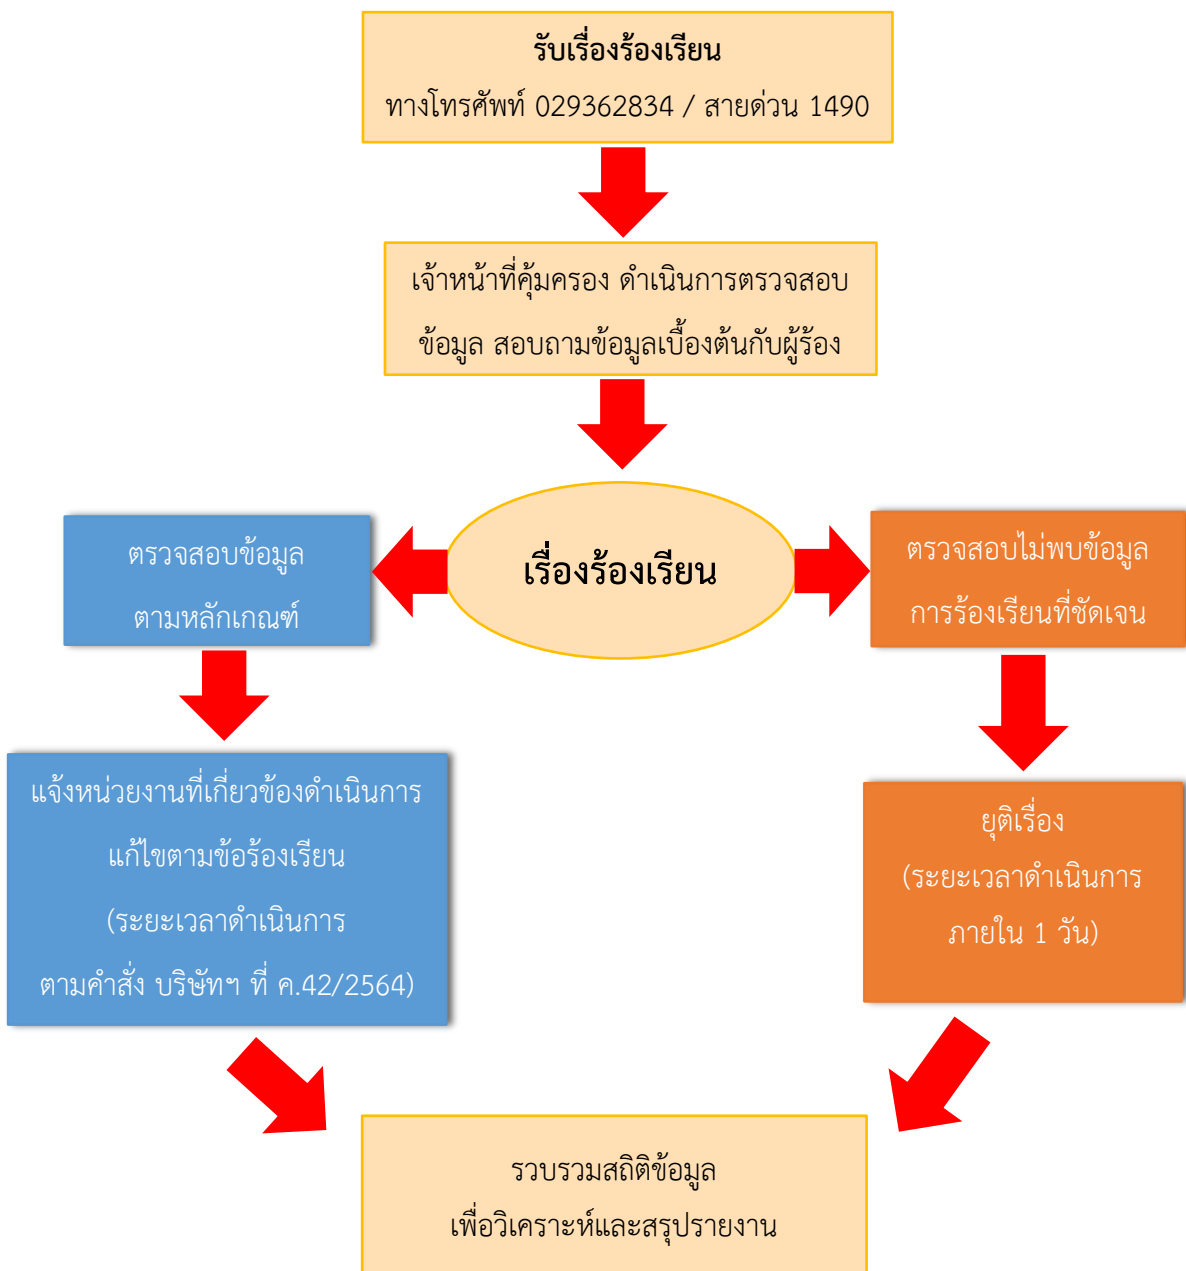 รับเรื่องร้องเรียน
ทางโทรศัพท์ 029362834 / สายด่วน 1490
เจ้าหน้าที่คุ้มครอง ดำเนินการตรวจสอบ
ข้อมูล สอบถามข้อมูลเบื้องต้นกับผู้ร้อง
เรื่องร้องเรียน
ตรวจสอบข้อมูล
ตามหลักเกณฑ์
ตรวจสอบไม่พบข้อมูล
การร้องเรียนที่ชัดเจน
แจ้งหน่วยงานที่เกี่ยวข้องดำเนินการ
แก้ไขตามข้อร้องเรียน
(ระยะเวลาดำเนินการ
ตามคำสั่ง บริษัทฯ ที่ ค.42/2564)
ยุติเรื่อง
(ระยะเวลาดำเนินการ
ภายใน 1 วัน)
รวบรวมสถิติข้อมูล
เพื่อวิเคราะห์และสรุปรายงาน